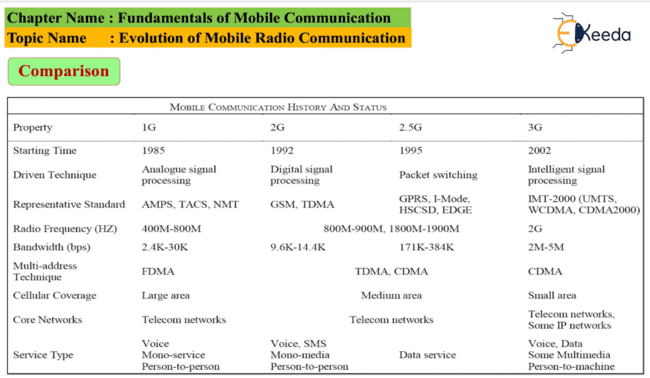 Chapter Name : Fundamentals of Mobile Communication
Topic Name : Evolution of Mobile Radio Communication
EKeeda
Comparison
MOBILE COMMUNICATION HISTORY AND STATUS
Property 1G 2G 2.5G 3G
Starting Time 1985 1992 1995 2002
Driven Technique Analogue signal processing Digital signal processing Packet switching Intelligent signal processing
Representative Standard AMPS, TACS, NMT GSM, TDMA GPRS, I-Mode, HSCSD, EDGE IMT-2000 (UMTS, WCDMA, CDMA2000)
Radio Frequency (HZ) 400M-800M 800M-900M, 1800M-1900M 2G
Bandwidth (bps) 2.4K-30K 9.6K-14.4K 171K-384K 2M-5M
Multi-address Technique FDMA TDMA, CDMA CDMA
Cellular Coverage Large area Medium area Small area
Core Networks Telecom networks Telecom networks Telecom networks, Some IP networks
Service Type Voice Mono-service Person-to-person Voice, SMS Mono-media Person-to-person Data service Voice, Data Some Multimedia Person-to-machine